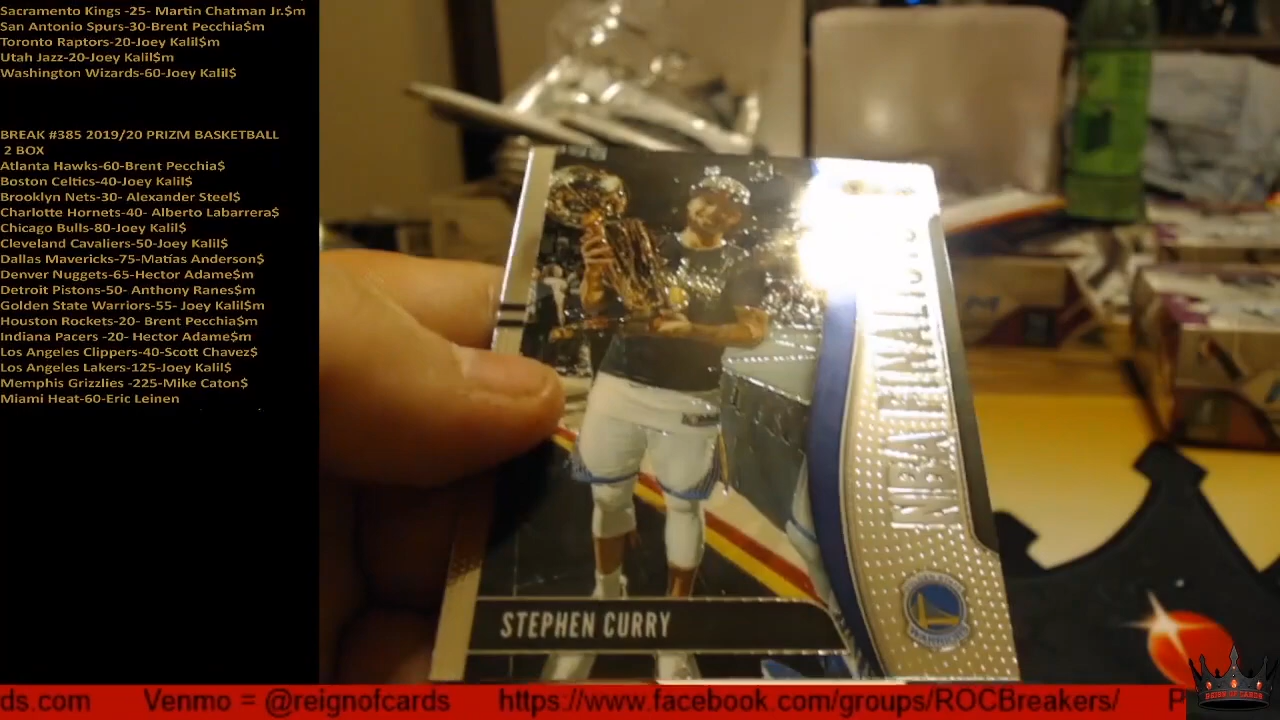 Sacramento Kings -25- Martin Chatman Jr.$m
San Antonio Spurs-30-Brent Pecchia$m
Toronto Raptors-20-Joey Kalil$m
Utah Jazz-20-Joey Kalil$m
Washington Wizards-60-Joey Kalil$
BREAK #385 2019/20 PRIZM BASKETBALL
2 BOX
Atlanta Hawks-60-Brent Pecchia$
Boston Celtics-40-Joey Kalil$
Brooklyn Nets-30- Alexander Steel$
Charlotte Hornets-40- Alberto Labarrera$
Chicago Bulls-80-Joey Kalil$
Cleveland Cavaliers-50-Joey Kalil$
Dallas Mavericks-75-Matías Anderson$
Denver Nuggets-65-Hector Adame$m
Detroit Pistons-50- Anthony Ranes$m
Golden State Warriors-55- Joey Kalil$m
Houston Rockets-20- Brent Pecchia$m
Indiana Pacers -20- Hector Adame$m
Los Angeles Clippers-40-Scott Chavez$
Los Angeles Lakers-125-Joey Kalil$
Memphis Grizzlies -225-Mike Caton$
Miami Heat-60-Eric Leinen
NBA FINALISTS
STEPHEN CURRY
WARRIORS
ds.com Venmo = @reignofcards https://www.facebook.com/groups/ROCBreakers/ P
REIGN OF CARDS